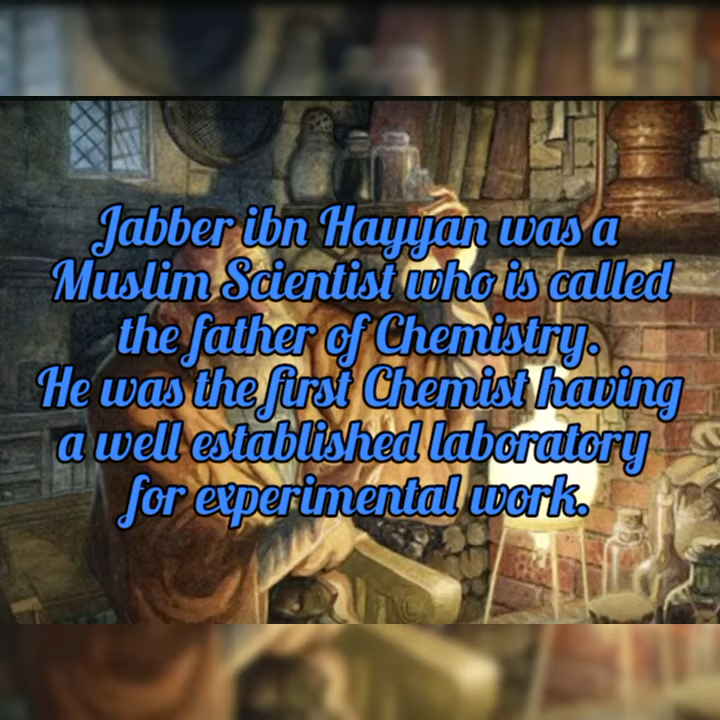 Jabber ibn Hayyan was a
Muslim Scientist who is called
the father of Chemistry.
He was the first Chemist having
a well established laboratory
for experimental work.